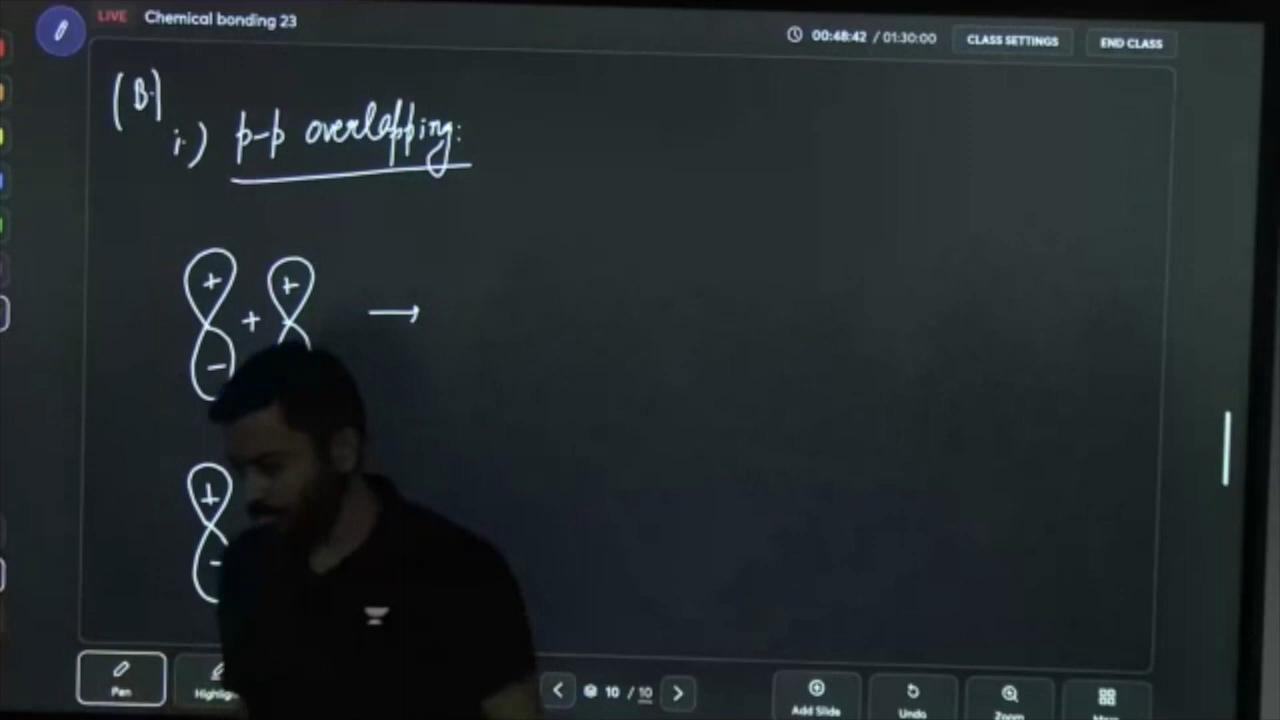 LIVE Chemical bonding 23
00:48:42 / 01:30:00 CLASS SETTINGS END CLASS
(B.)
i.) p-p overlapping:
+ +
+ →
-
+
-
Pen
10 / 10
Add Slide Undo Zoom